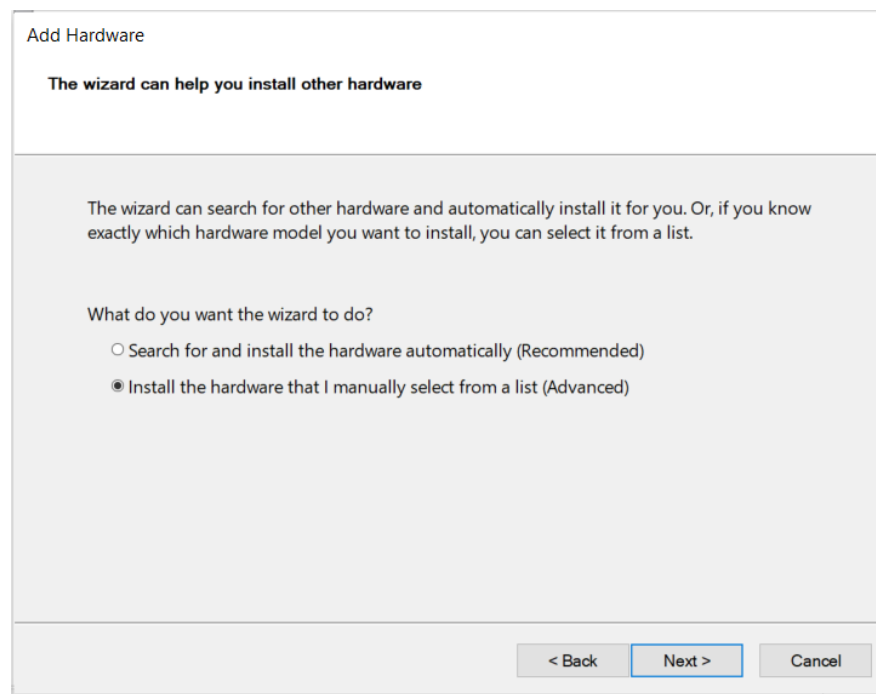 Add Hardware
The wizard can help you install other hardware
The wizard can search for other hardware and automatically install it for you. Or, if you know
exactly which hardware model you want to install, you can select it from a list.
What do you want the wizard to do?
Search for and install the hardware automatically (Recommended)
Install the hardware that I manually select from a list (Advanced)
< Back Next > Cancel